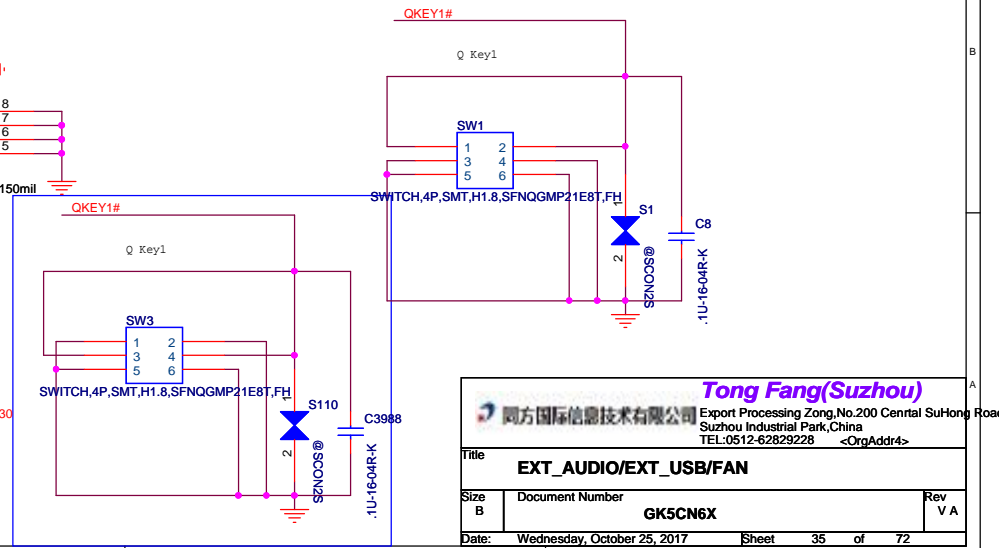 QKEY1#
Q Key1
B
8
7
6
5
SW1
1 2
3 4
5 6
150mil
SWITCH,4P,SMT,H1.8,SFNQGMP21E8T,FH
1
S1
2
@SCON2S
C8
.1U-16-04R-K
QKEY1#
Q Key1
SW3
1 2
3 4
5 6
SWITCH,4P,SMT,H1.8,SFNQGMP21E8T,FH
1
S110
2
@SCON2S
C3988
.1U-16-04R-K
30
A
同方国际信息技术有限公司
Tong Fang(Suzhou)
Export Processing Zong,No.200 Cenrtal SuHong Road
Suzhou Industrial Park,China
TEL:0512-62829228 <OrgAddr4>
Title
EXT_AUDIO/EXT_USB/FAN
Size
B
Document Number
GK5CN6X
Rev
V A
Date: Wednesday, October 25, 2017 Sheet 35 of 72